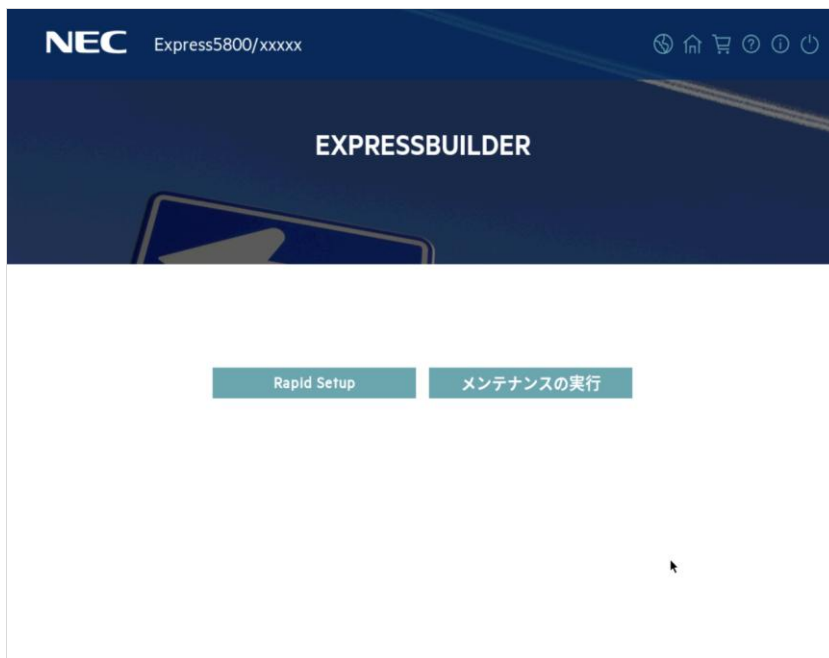 NEC Express5800/xxxxx
EXPRESSBUILDER
Rapid Setup メンテナンスの実行